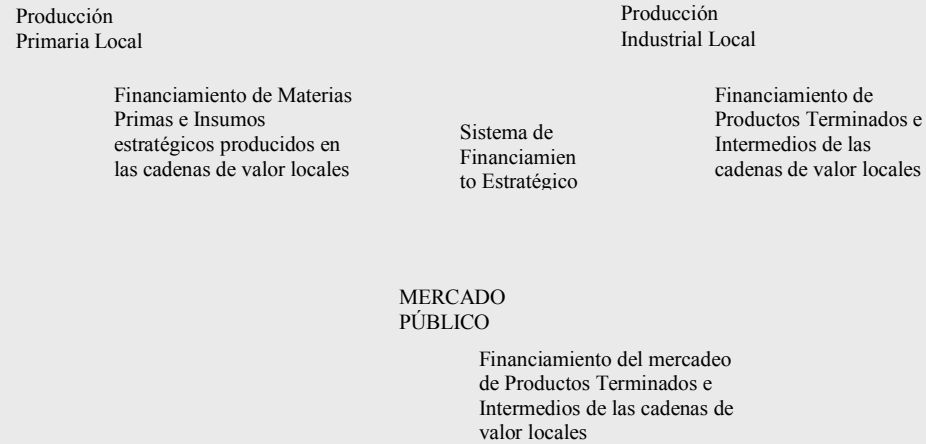 Producción
Primaria Local
Producción
Industrial Local
Financiamiento de Materias
Primas e Insumos
estratégicos producidos en
las cadenas de valor locales
Sistema de
Financiamien
to Estratégico
Financiamiento de
Productos Terminados e
Intermedios de las
cadenas de valor locales
MERCADO
PÚBLICO
Financiamiento del mercadeo
de Productos Terminados e
Intermedios de las cadenas de
valor locales